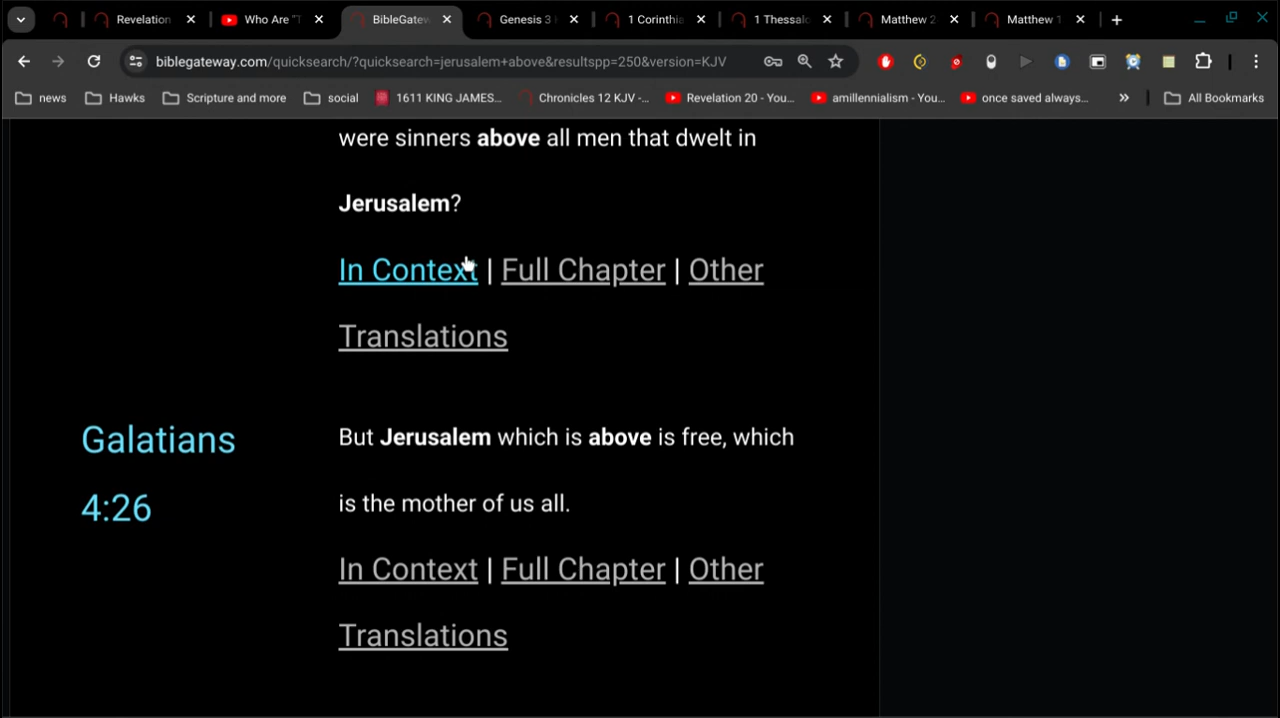 Revelation
Who Are "T
BibleGatew
Genesis 3
1 Corinthia
1 Thessalo
Matthew 2
Matthew 1
biblegateway.com/quicksearch/?quicksearch=jerusalem+above&resultspp=250&version=KJV
news
Hawks
Scripture and more
social
1611 KING JAMES...
Chronicles 12 KJV -...
Revelation 20 - You...
amillennialism - You...
once saved always...
»
All Bookmarks
were sinners above all men that dwelt in
Jerusalem?
In Context | Full Chapter | Other
Translations
Galatians
4:26
But Jerusalem which is above is free, which
is the mother of us all.
In Context | Full Chapter | Other
Translations